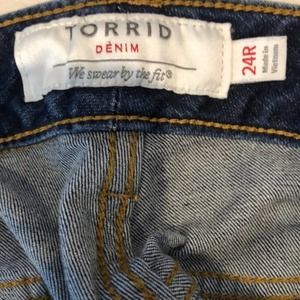 TORRID
DENIM
We swear by the fit®
24R
Made in
Vietnam